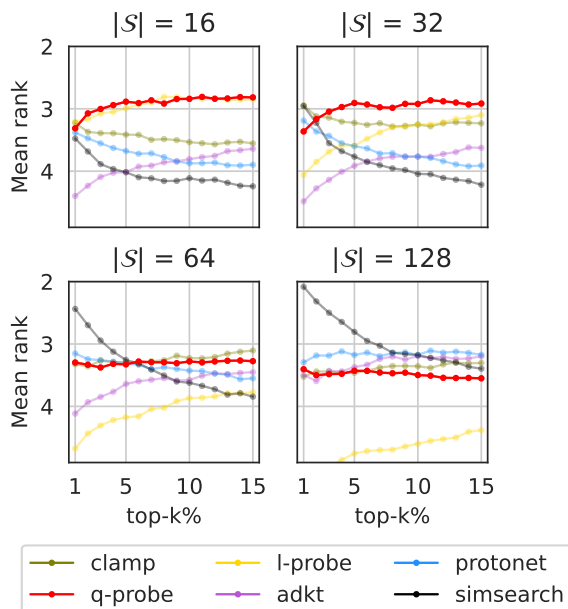 |𝒮| = 16
|𝒮| = 32
2
3
4
Mean rank
|𝒮| = 64
|𝒮| = 128
2
3
4
Mean rank
1 5 10 15
1 5 10 15
top-k%
top-k%
clamp l-probe protonet
q-probe adkt simsearch